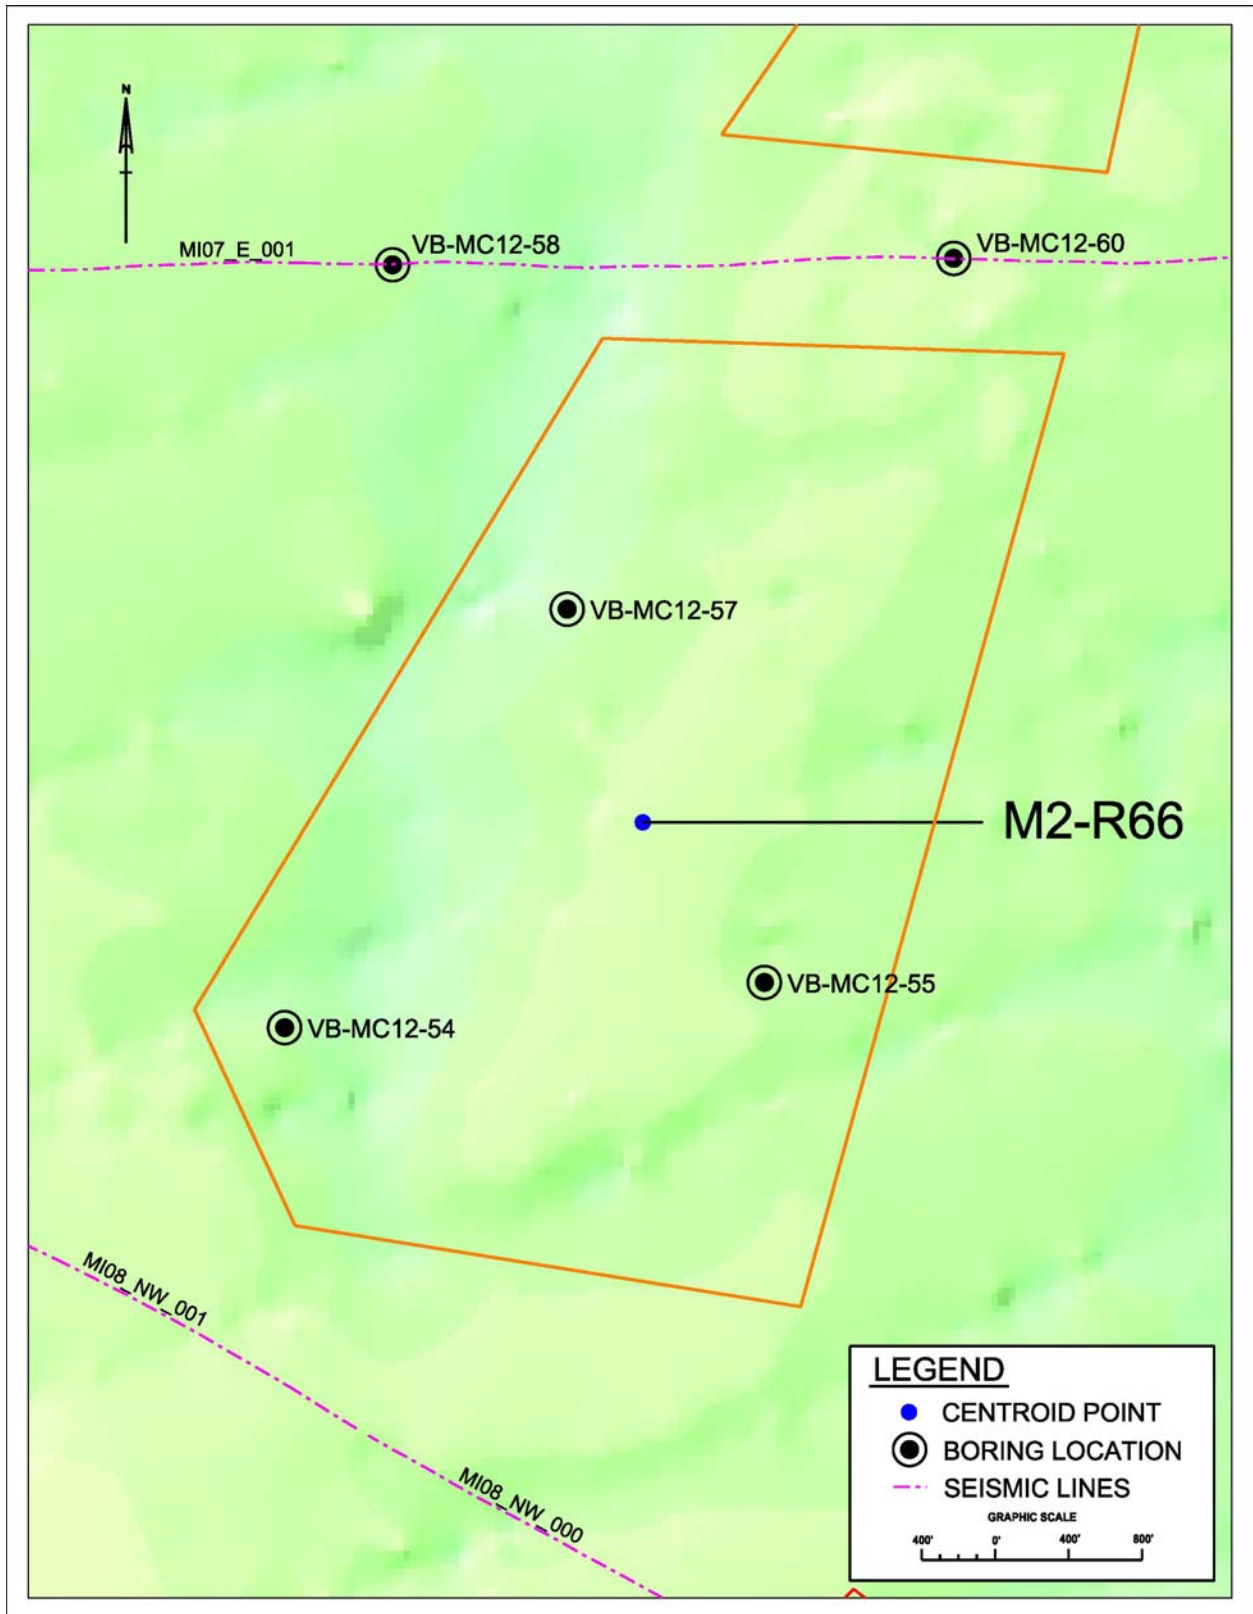 N
MI07_E_001
VB-MC12-58
VB-MC12-60
VB-MC12-57
M2-R66
VB-MC12-55
VB-MC12-54
MI08_NW_001
MI08_NW_000
LEGEND
CENTROID POINT
BORING LOCATION
SEISMIC LINES
GRAPHIC SCALE
400' 0' 400' 800'